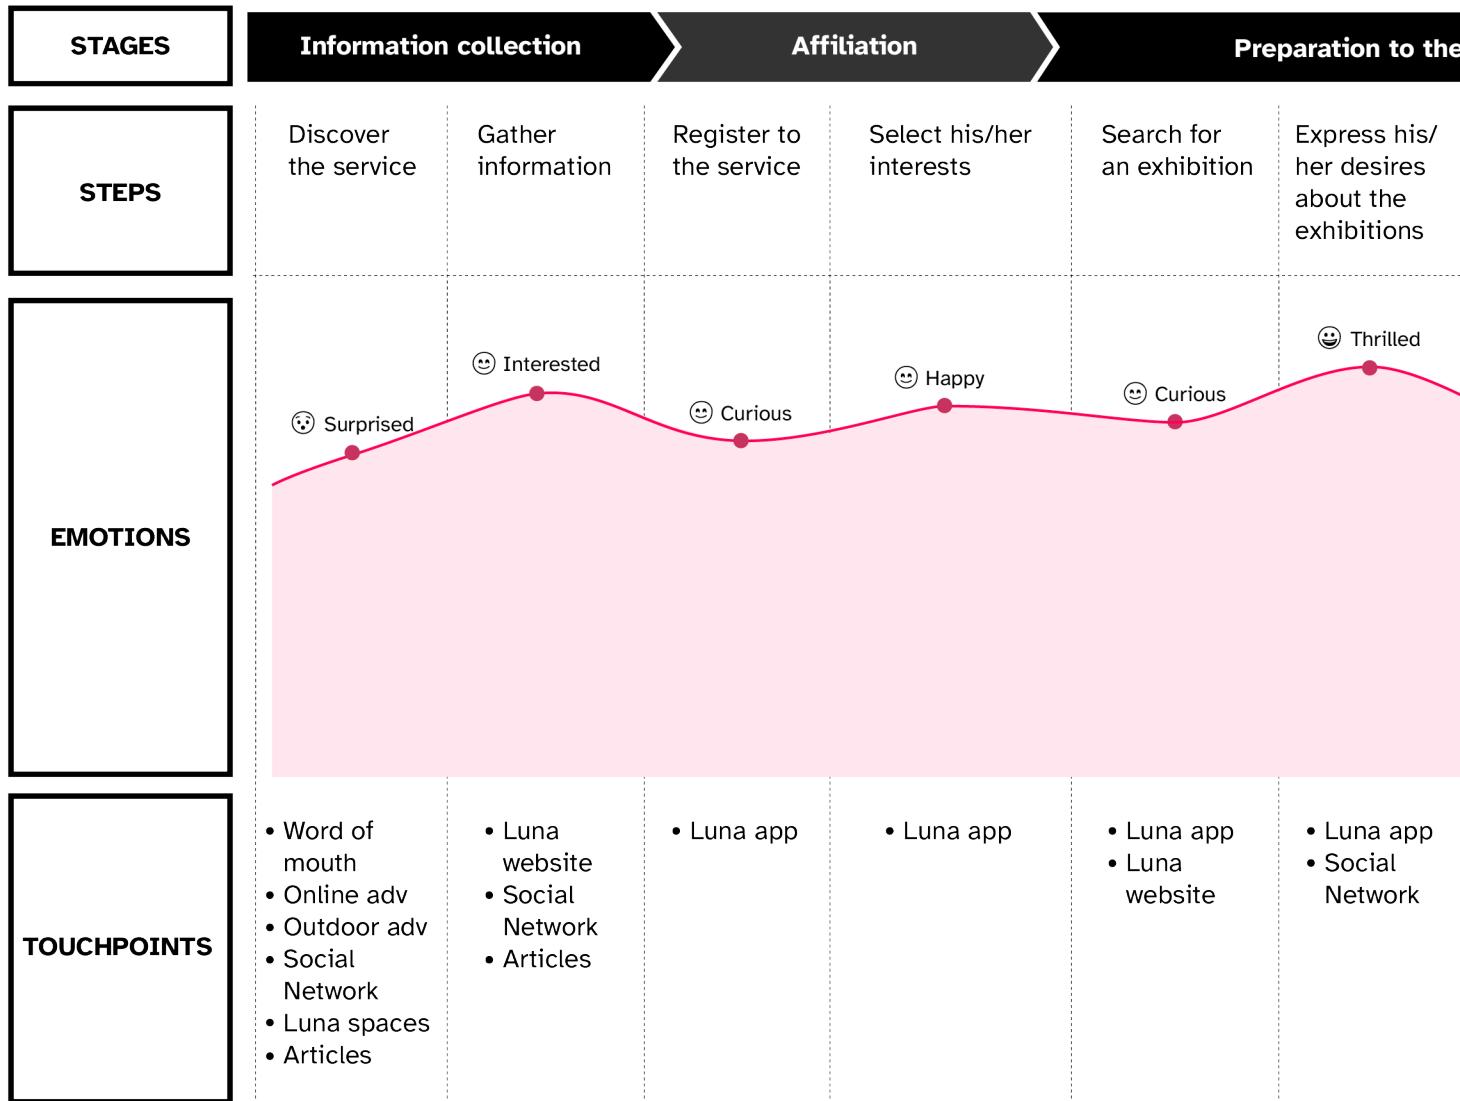 STAGES
Information collection
Affiliation
Preparation to the
STEPS
Discover
the service
Gather
information
Register to
the service
Select his/her
interests
Search for
an exhibition
Express his/
her desires
about the
exhibitions
EMOTIONS
Surprised
Interested
Curious
Happy
Curious
Thrilled
TOUCHPOINTS
• Word of
mouth
• Online adv
• Outdoor adv
• Social
Network
• Luna spaces
• Articles
• Luna
website
• Social
Network
• Articles
• Luna app
• Luna app
• Luna app
• Luna
website
• Luna app
• Social
Network